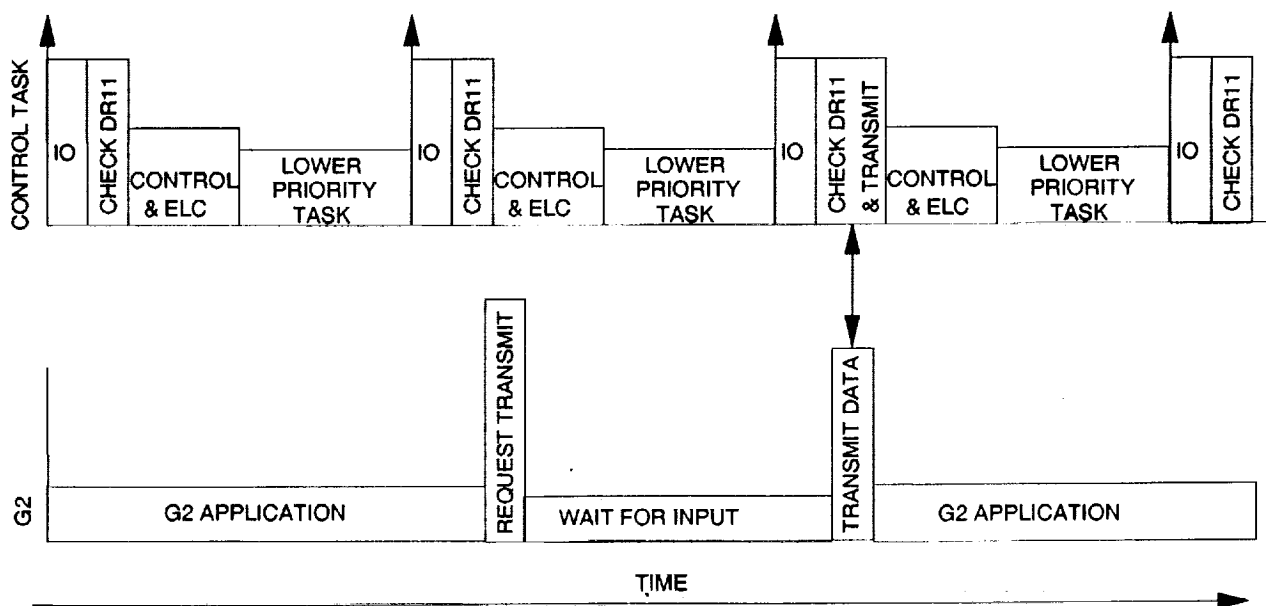 CONTROL TASK
IO
CHECK DR11
CONTROL
& ELC
LOWER
PRIORITY
TASK
IO
CHECK DR11
CONTROL
& ELC
LOWER
PRIORITY
TASK
IO
CHECK DR11
& TRANSMIT
CONTROL
& ELC
LOWER
PRIORITY
TASK
IO
CHECK DR11
G2
G2 APPLICATION
REQUEST TRANSMIT
WAIT FOR INPUT
TRANSMIT DATA
G2 APPLICATION
TIME